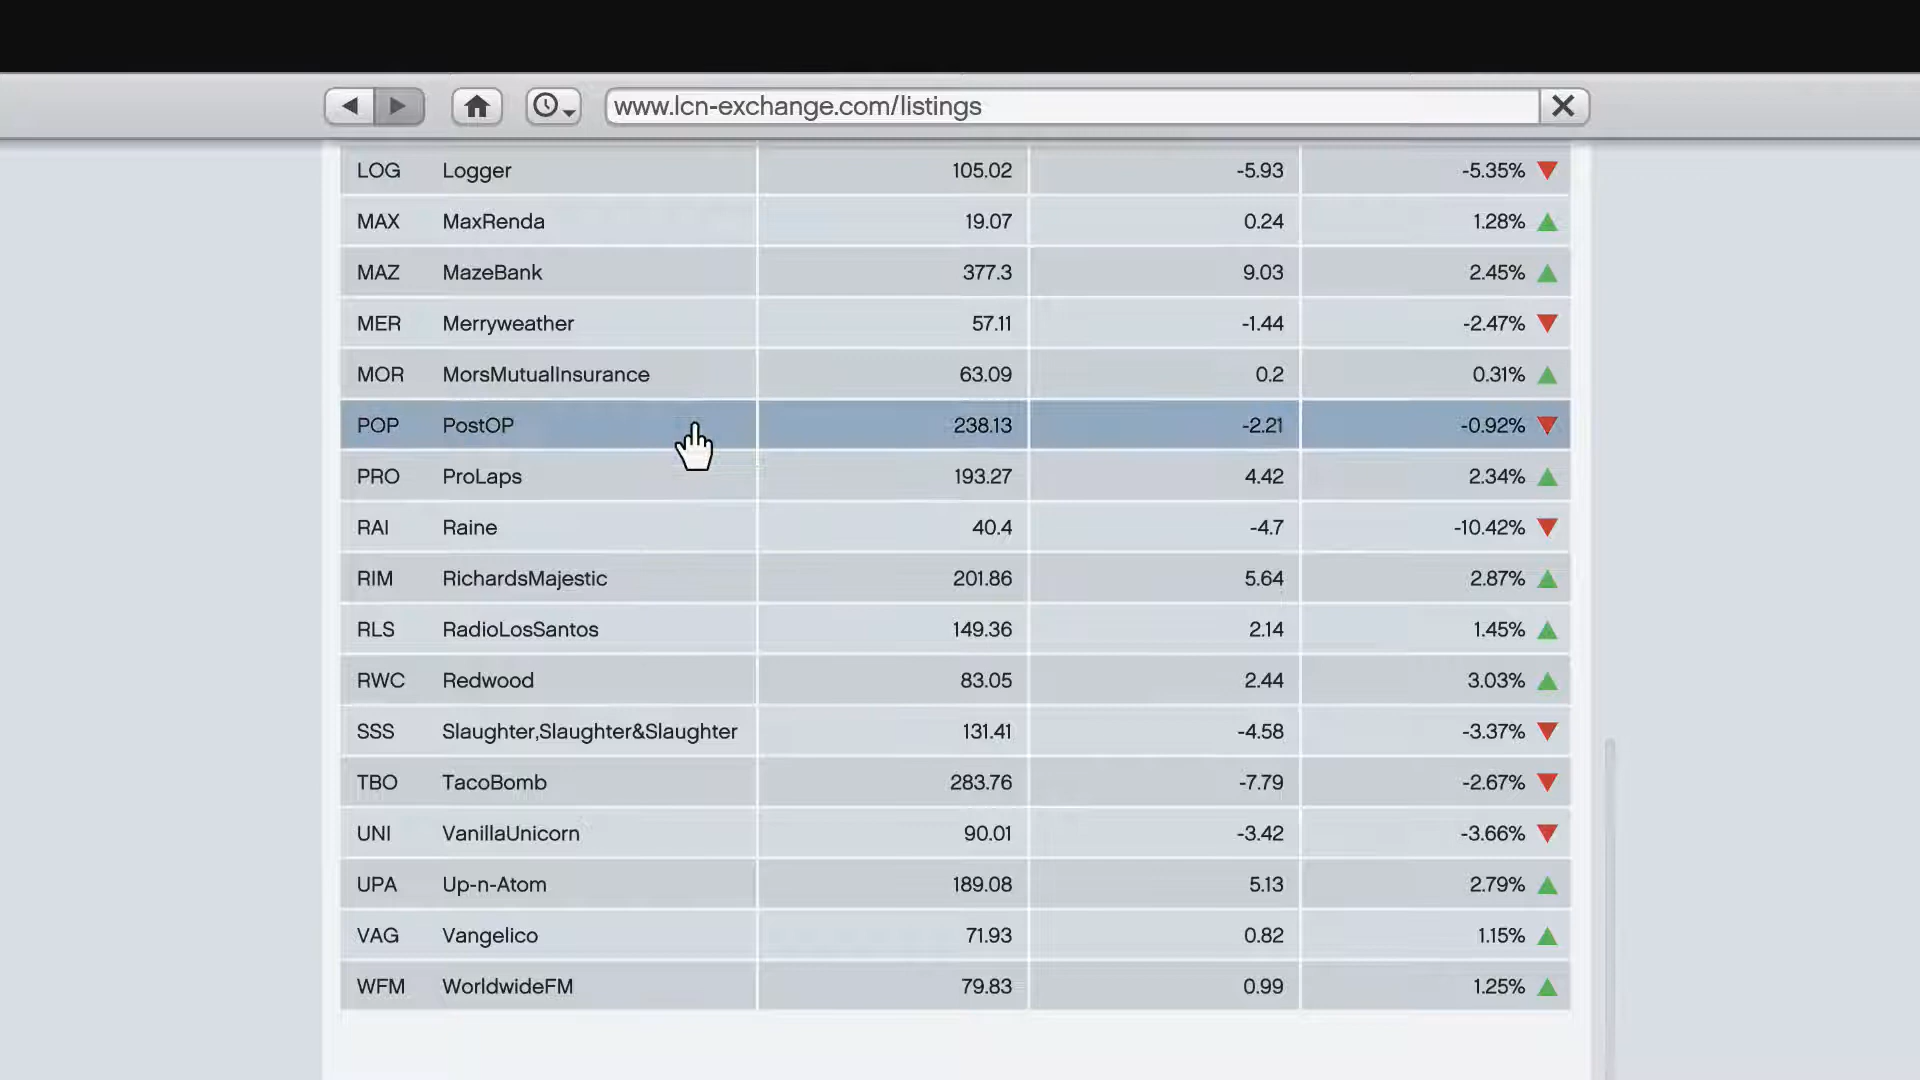 www.lcn-exchange.com/listings
LOG Logger 105.02 -5.93 -5.35%
MAX MaxRenda 19.07 0.24 1.28%
MAZ MazeBank 377.3 9.03 2.45%
MER Merryweather 57.11 -1.44 -2.47%
MOR MorsMutualInsurance 63.09 0.2 0.31%
POP PostOP 238.13 -2.21 -0.92%
PRO ProLaps 193.27 4.42 2.34%
RAI Raine 40.4 -4.7 -10.42%
RIM RichardsMajestic 201.86 5.64 2.87%
RLS RadioLosSantos 149.36 2.14 1.45%
RWC Redwood 83.05 2.44 3.03%
SSS Slaughter,Slaughter&Slaughter 131.41 -4.58 -3.37%
TBO TacoBomb 283.76 -7.79 -2.67%
UNI VanillaUnicorn 90.01 -3.42 -3.66%
UPA Up-n-Atom 189.08 5.13 2.79%
VAG Vangelico 71.93 0.82 1.15%
WFM WorldwideFM 79.83 0.99 1.25%